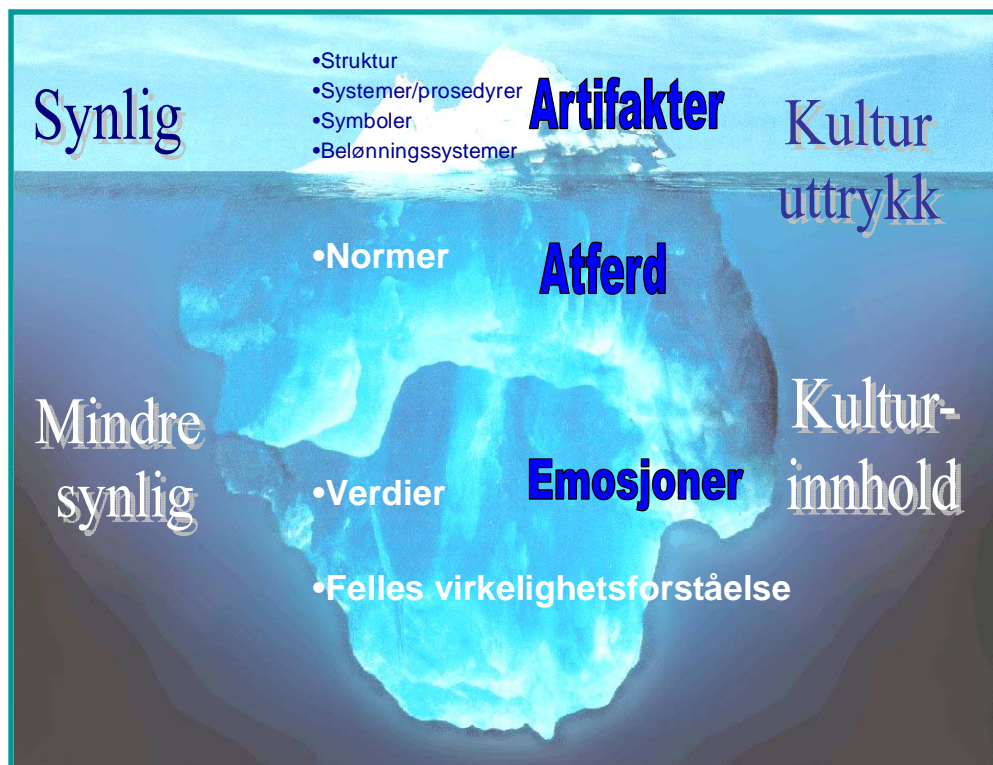 Synlig
•Struktur
•Systemer/prosedyrer
•Symboler
•Belønningssystemer
Artifakter
Kultur
uttrykk
•Normer
Atferd
Mindre
synlig
•Verdier
Emosjoner
Kultur-
innhold
•Felles virkelighetsforståelse